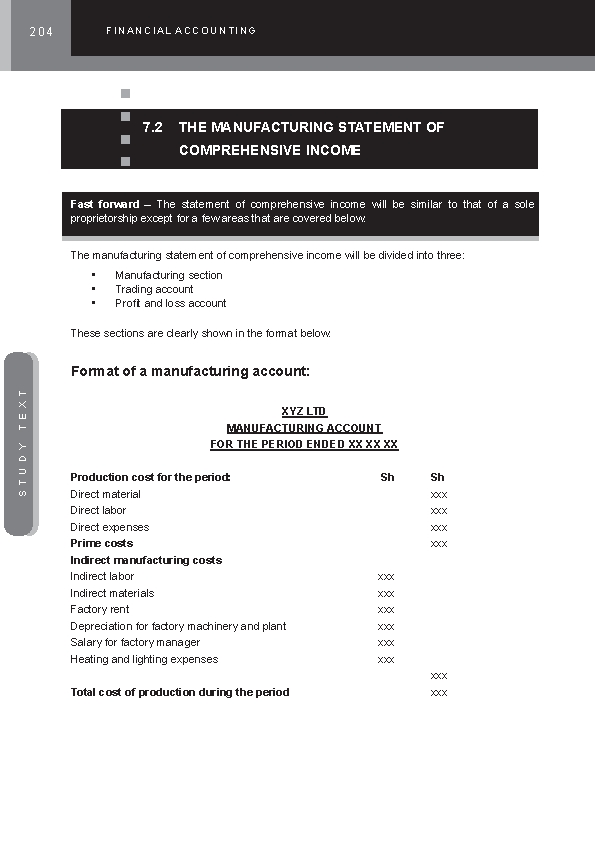 204
FINANCIAL ACCOUNTING
7.2 THE MANUFACTURING STATEMENT OF
COMPREHENSIVE INCOME
Fast forward – The statement of comprehensive income will be similar to that of a sole
proprietorship except for a few areas that are covered below.
The manufacturing statement of comprehensive income will be divided into three:
• Manufacturing section
• Trading account
• Profit and loss account
These sections are clearly shown in the format below.
STUDY TEXT
Format of a manufacturing account:
XYZ LTD
MANUFACTURING ACCOUNT
FOR THE PERIOD ENDED XX XX XX
Production cost for the period: Sh Sh
Direct material xxx
Direct labor xxx
Direct expenses xxx
Prime costs xxx
Indirect manufacturing costs
Indirect labor xxx
Indirect materials xxx
Factory rent xxx
Depreciation for factory machinery and plant xxx
Salary for factory manager xxx
Heating and lighting expenses xxx
xxx
Total cost of production during the period xxx